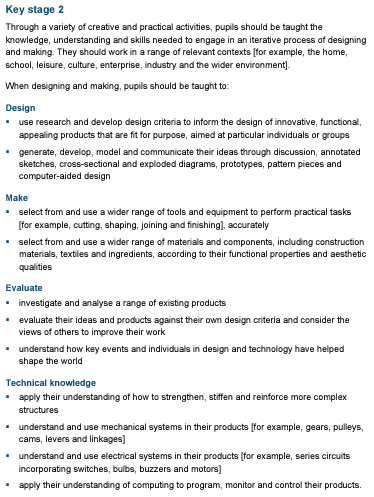 Key stage 2
Through a variety of creative and practical activities, pupils should be taught the
knowledge, understanding and skills needed to engage in an iterative process of designing
and making. They should work in a range of relevant contexts [for example, the home,
school, leisure, culture, enterprise, industry and the wider environment].
When designing and making, pupils should be taught to:
Design
▪ use research and develop design criteria to inform the design of innovative, functional,
appealing products that are fit for purpose, aimed at particular individuals or groups
▪ generate, develop, model and communicate their ideas through discussion, annotated
sketches, cross-sectional and exploded diagrams, prototypes, pattern pieces and
computer-aided design
Make
▪ select from and use a wider range of tools and equipment to perform practical tasks
[for example, cutting, shaping, joining and finishing], accurately
▪ select from and use a wider range of materials and components, including construction
materials, textiles and ingredients, according to their functional properties and aesthetic
qualities
Evaluate
▪ investigate and analyse a range of existing products
▪ evaluate their ideas and products against their own design criteria and consider the
views of others to improve their work
▪ understand how key events and individuals in design and technology have helped
shape the world
Technical knowledge
▪ apply their understanding of how to strengthen, stiffen and reinforce more complex
structures
▪ understand and use mechanical systems in their products [for example, gears, pulleys,
cams, levers and linkages]
▪ understand and use electrical systems in their products [for example, series circuits
incorporating switches, bulbs, buzzers and motors]
▪ apply their understanding of computing to program, monitor and control their products.